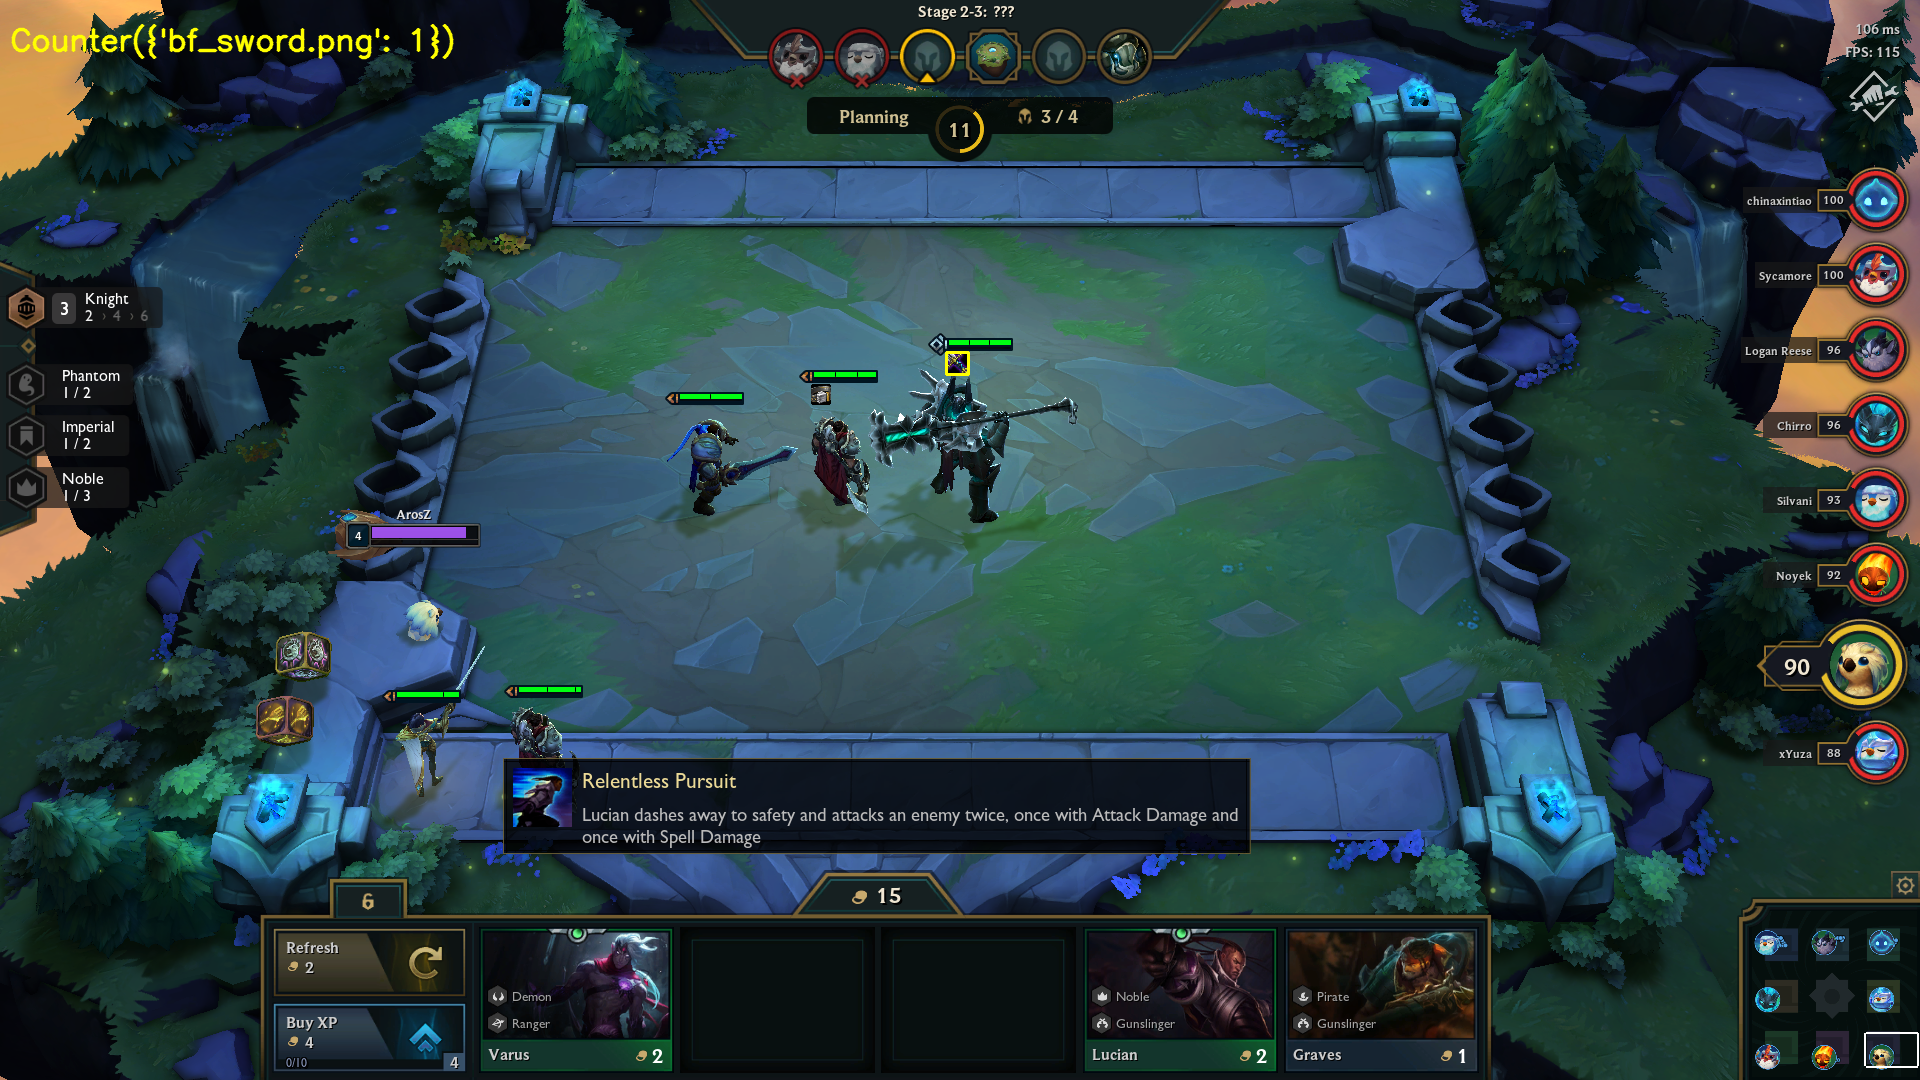 Counter({'bf_sword.png': 1})
Stage 2-3: ???
106 ms
FPS: 115
Planning
11
3 / 4
chinaxintiao 100
Sycamore 100
Logan Reese 96
Chirro 96
Silvani 93
Noyek 92
90
xYuza 88
3
Knight
2 › 4 › 6
Phantom
1 / 2
Imperial
1 / 2
Noble
1 / 3
ArosZ
4
Relentless Pursuit
Lucian dashes away to safety and attacks an enemy twice, once with Attack Damage and
once with Spell Damage
6
15
Refresh
2
Buy XP
4
0/10
4
Demon
Ranger
Varus 2
Noble
Gunslinger
Lucian 2
Pirate
Gunslinger
Graves 1